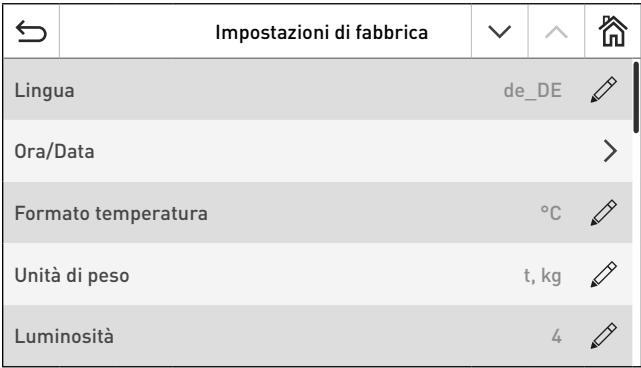 Impostazioni di fabbrica
Lingua de_DE
Ora/Data
Formato temperatura °C
Unità di peso t, kg
Luminosità 4